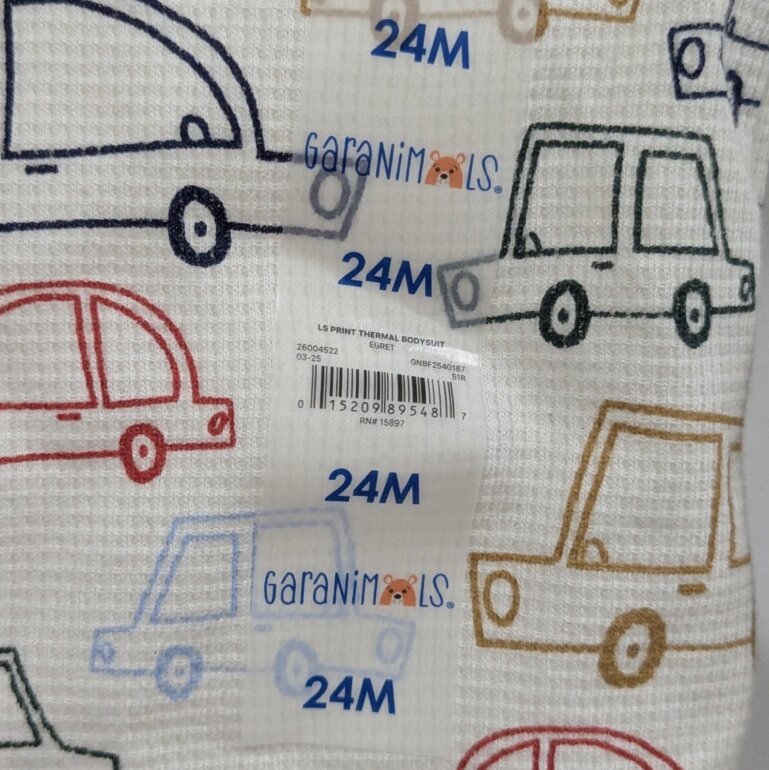 24M
GaraNiMALS®
24M
LS PRINT THERMAL BODYSUIT
EGRET
26004522
GNBF2540187
03-25
51R
0 15209 89548 7
RN# 15897
24M
GaraNiMALS®
24M